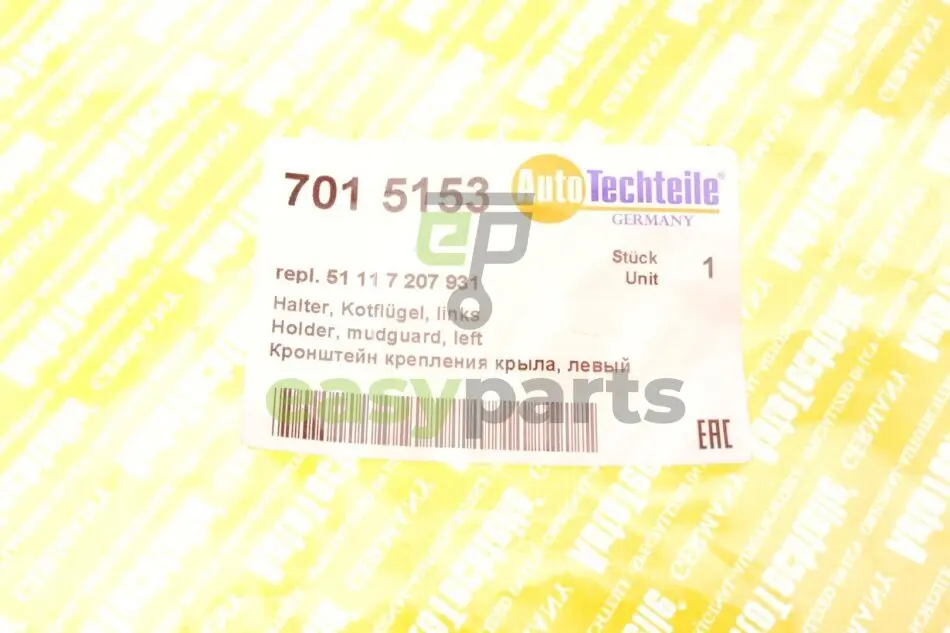 701 5153
AutoTechteile®
GERMANY
Stück
Unit
1
repl. 51 11 7 207 931
Halter, Kotflügel, links
Holder, mudguard, left
Кронштейн крепления крыла, левый
EAC
ep
easyparts